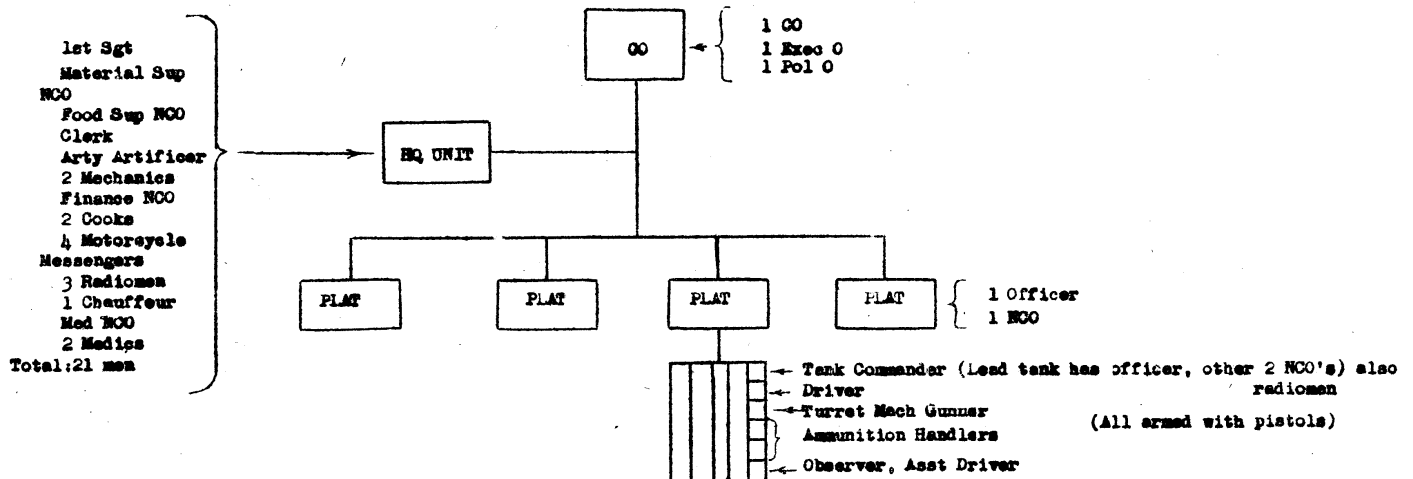 1st Sgt
Material Sup
NCO
Food Sup NCO
Clerk
Arty Artificer
2 Mechanics
Finance NCO
2 Cooks
4 Motorcycle
Messengers
3 Radiomen
1 Chauffeur
Med NCO
2 Medics
Total:21 men
CO
1 CO
1 Exec O
1 Pol O
HQ UNIT
PLAT
PLAT
PLAT
PLAT
1 Officer
1 NCO
Tank Commander (Lead tank has officer, other 2 NCO's) also
radiomen
Driver
Turret Mech Gunner
(All armed with pistols)
Ammunition Handlers
Observer, Asst Driver